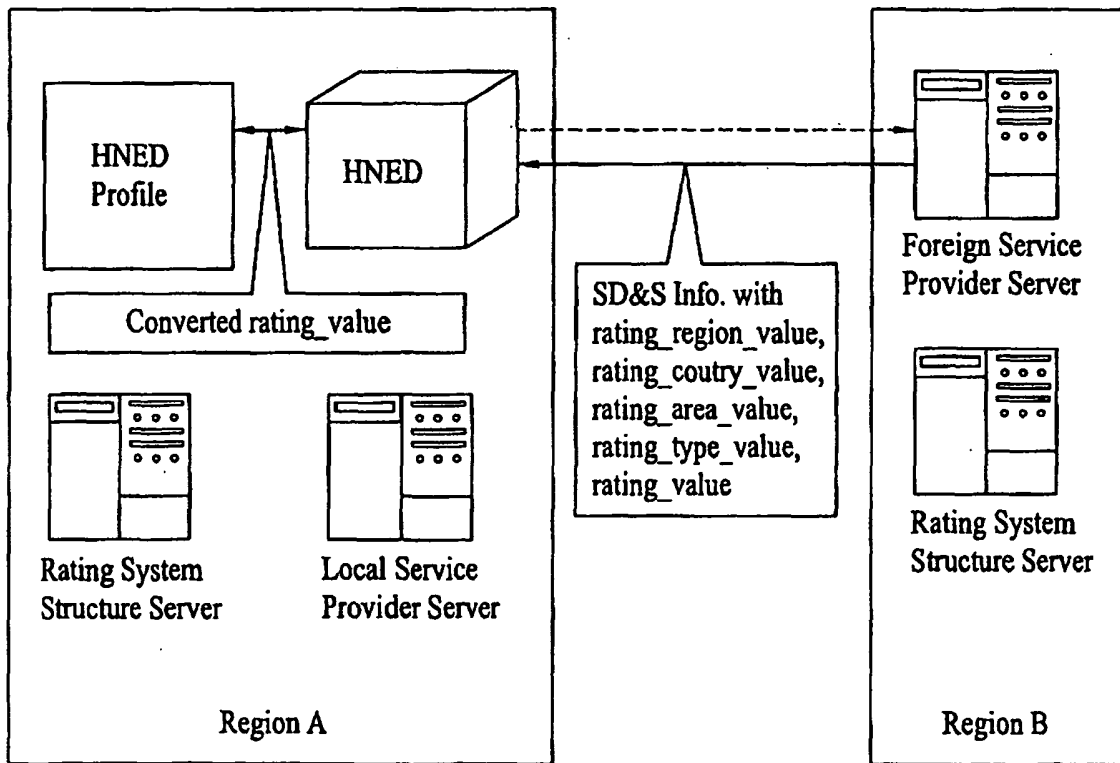 HNED
Profile
HNED
Converted rating_value
SD&S Info. with
rating_region_value,
rating_coutry_value,
rating_area_value,
rating_type_value,
rating_value
Foreign Service
Provider Server
Rating System
Structure Server
Local Service
Provider Server
Rating System
Structure Server
Region A
Region B